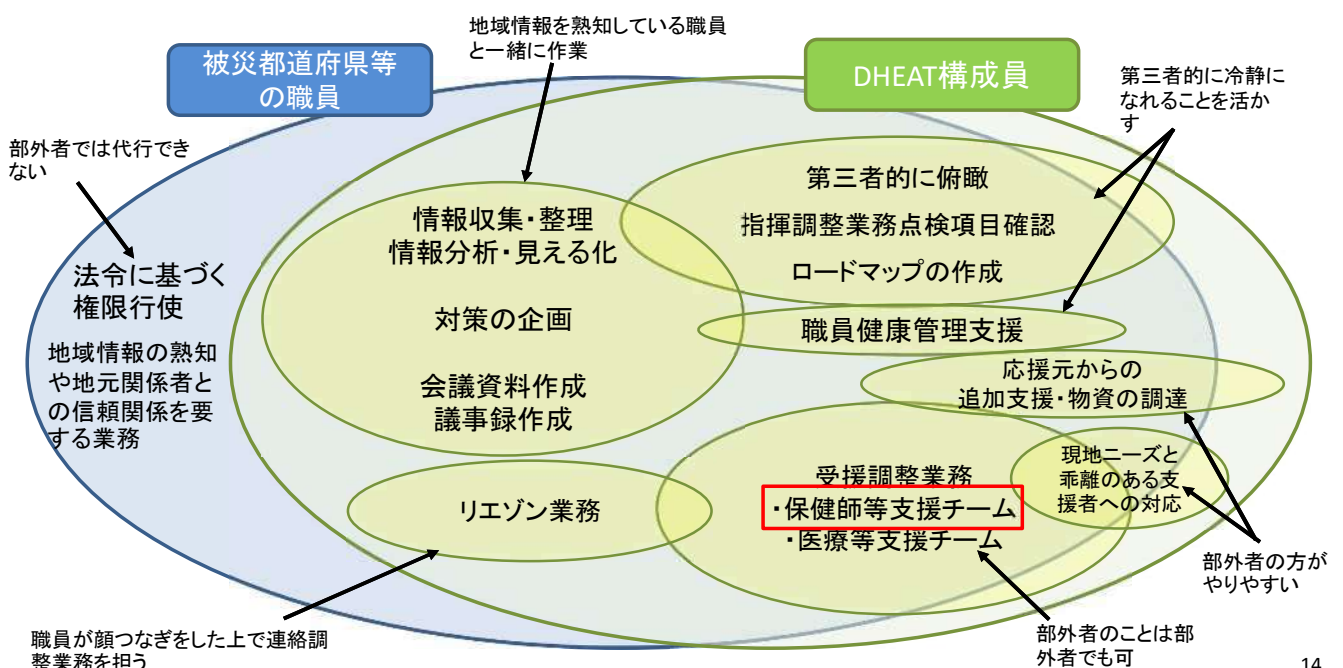 地域情報を熟知している職員
と一緒に作業
被災都道府県等
の職員
DHEAT構成員
第三者的に冷静に
なれることを活か
す
部外者では代行でき
ない
法令に基づく
権限行使
地域情報の熟知
や地元関係者と
の信頼関係を要
する業務
情報収集・整理
情報分析・見える化
対策の企画
会議資料作成
議事録作成
第三者的に俯瞰
指揮調整業務点検項目確認
ロードマップの作成
職員健康管理支援
応援元からの
追加支援・物資の調達
現地ニーズと
乖離のある支
援者への対応
受援調整業務
・保健師等支援チーム
・医療等支援チーム
リエゾン業務
部外者の方が
やりやすい
部外者のことは部
外者でも可
職員が顔つなぎをした上で連絡調
整業務を担う
14